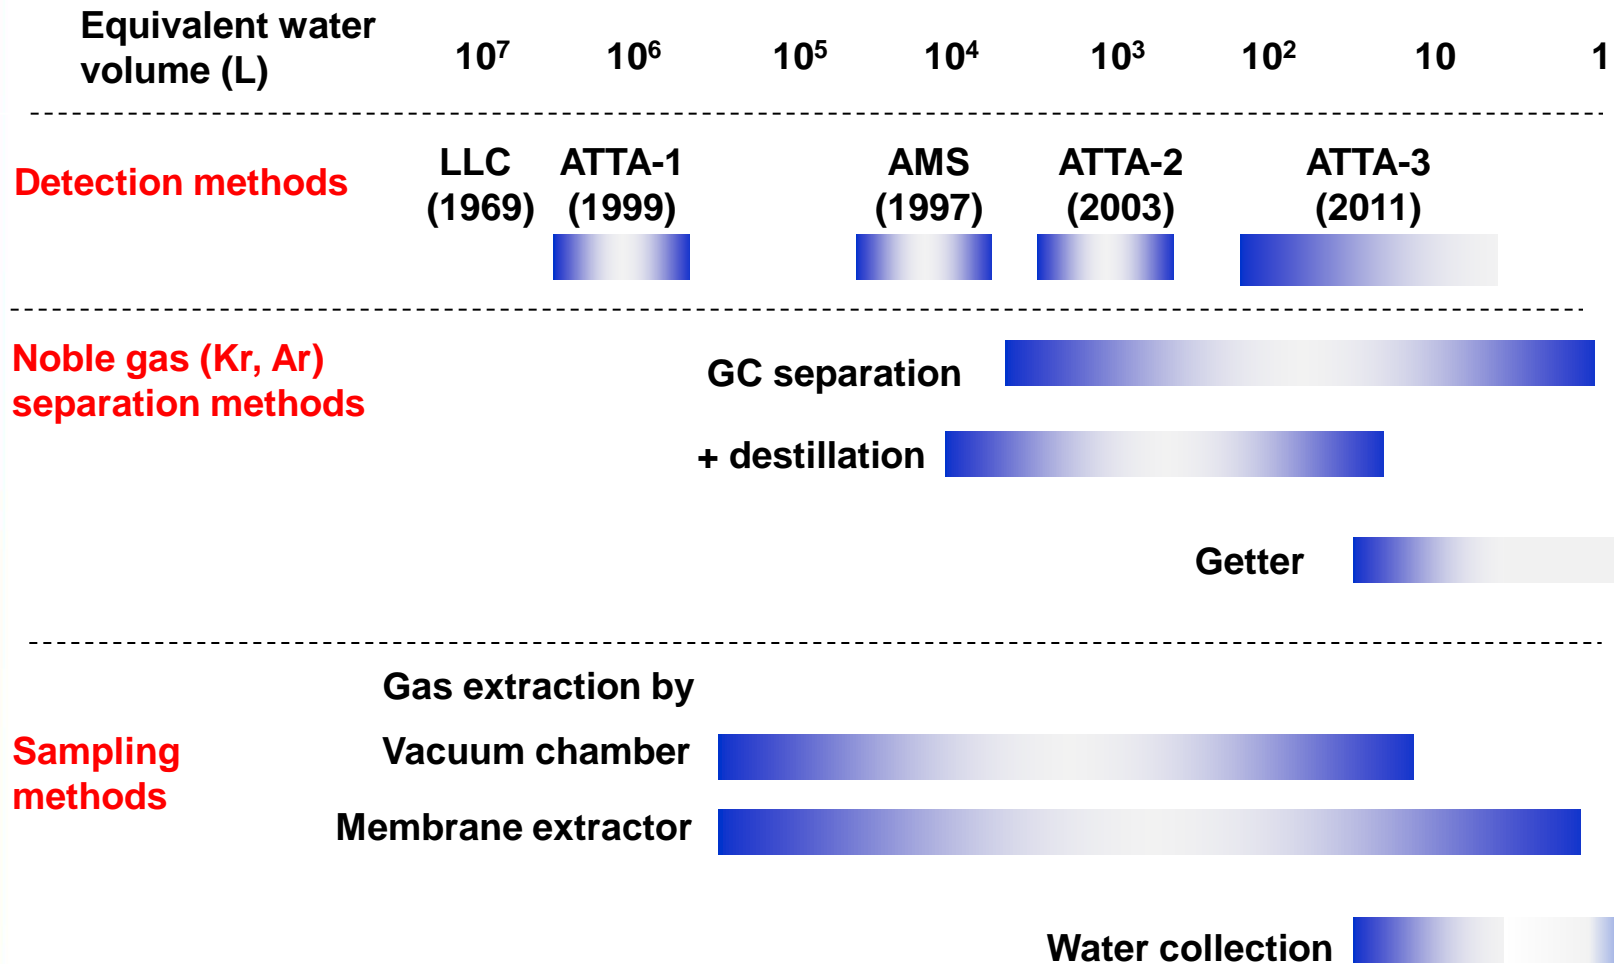 Equivalent water
volume (L)
10⁷ 10⁶ 10⁵ 10⁴ 10³ 10² 10 1
Detection methods
LLC
(1969)
ATTA-1
(1999)
AMS
(1997)
ATTA-2
(2003)
ATTA-3
(2011)
Noble gas (Kr, Ar)
separation methods
GC separation
+ destillation
Getter
Sampling
methods
Gas extraction by
Vacuum chamber
Membrane extractor
Water collection